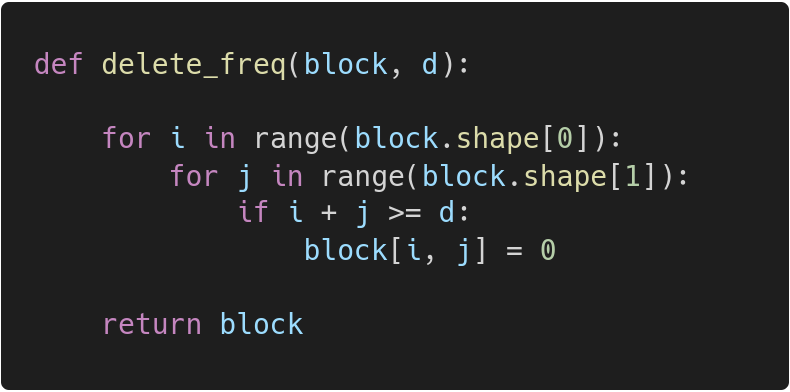 def delete_freq(block, d):
    for i in range(block.shape[0]):
        for j in range(block.shape[1]):
            if i + j >= d:
                block[i, j] = 0
    return block